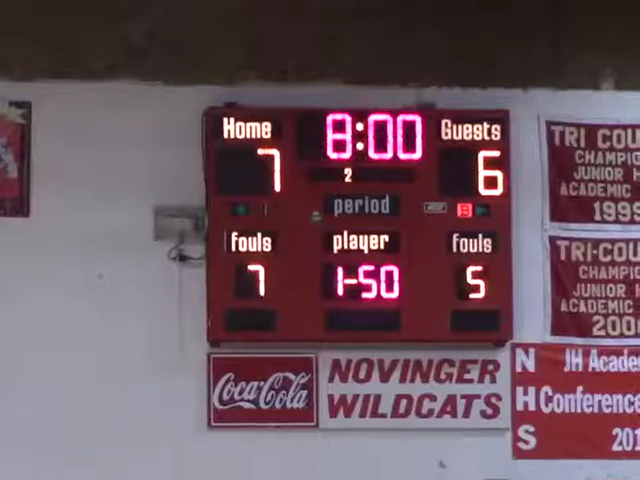 Home 8:00 Guests
7 2 6
period
B
fouls player fouls
7 1-50 5
Coca-Cola NOVINGER
WILDCATS
TRI COU
CHAMPIO
JUNIOR H
ACADEMIC
1999
TRI-COU
CHAMPI
JUNIOR H
ACADEMIC
200
N JH Acade
H Conference
S 201